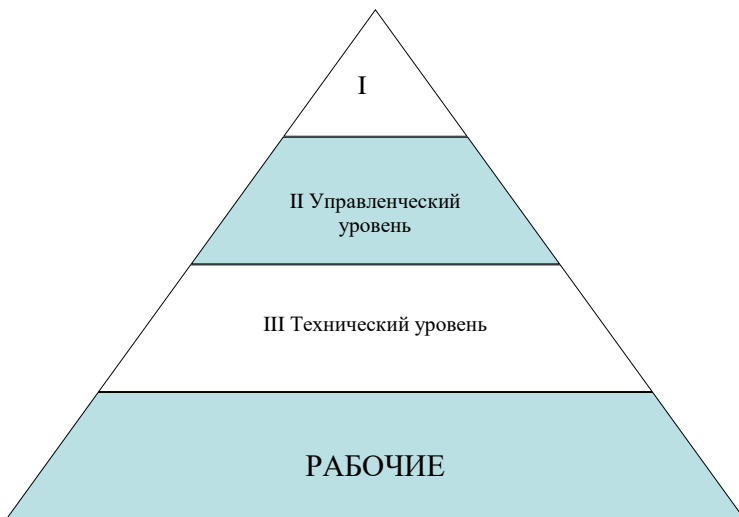 I
II Управленческий
уровень
III Технический уровень
РАБОЧИЕ